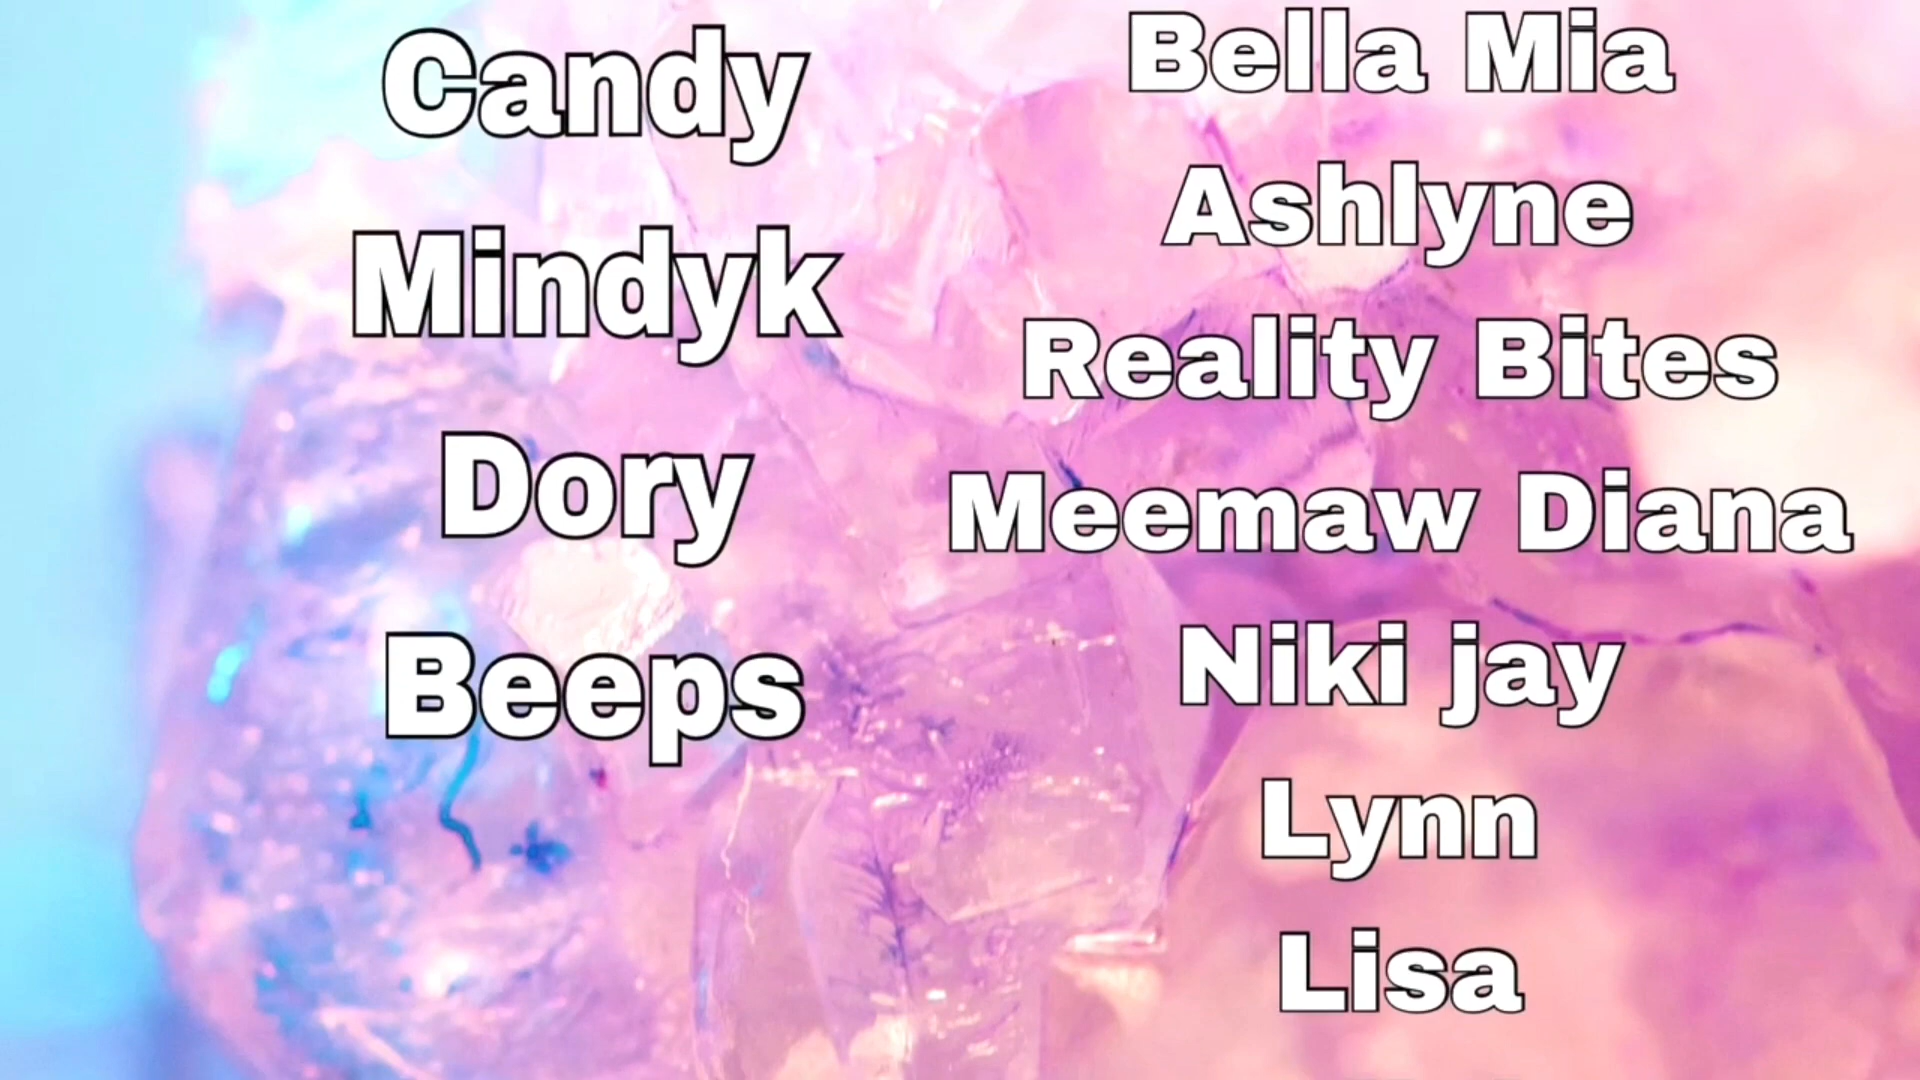 Candy
Mindyk
Dory
Beeps
Bella Mia
Ashlyne
Reality Bites
Meemaw Diana
Niki jay
Lynn
Lisa